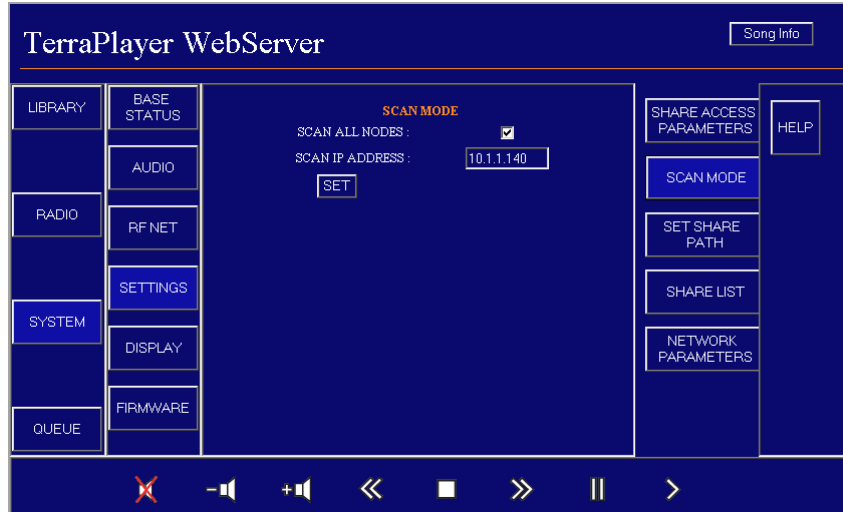 TerraPlayer WebServer
Song Info
LIBRARY
RADIO
SYSTEM
QUEUE
BASE
STATUS
AUDIO
RF NET
SETTINGS
DISPLAY
FIRMWARE
SCAN MODE
SCAN ALL NODES :
SCAN IP ADDRESS : 10.1.1.140
SET
SHARE ACCESS
PARAMETERS
SCAN MODE
SET SHARE
PATH
SHARE LIST
NETWORK
PARAMETERS
HELP